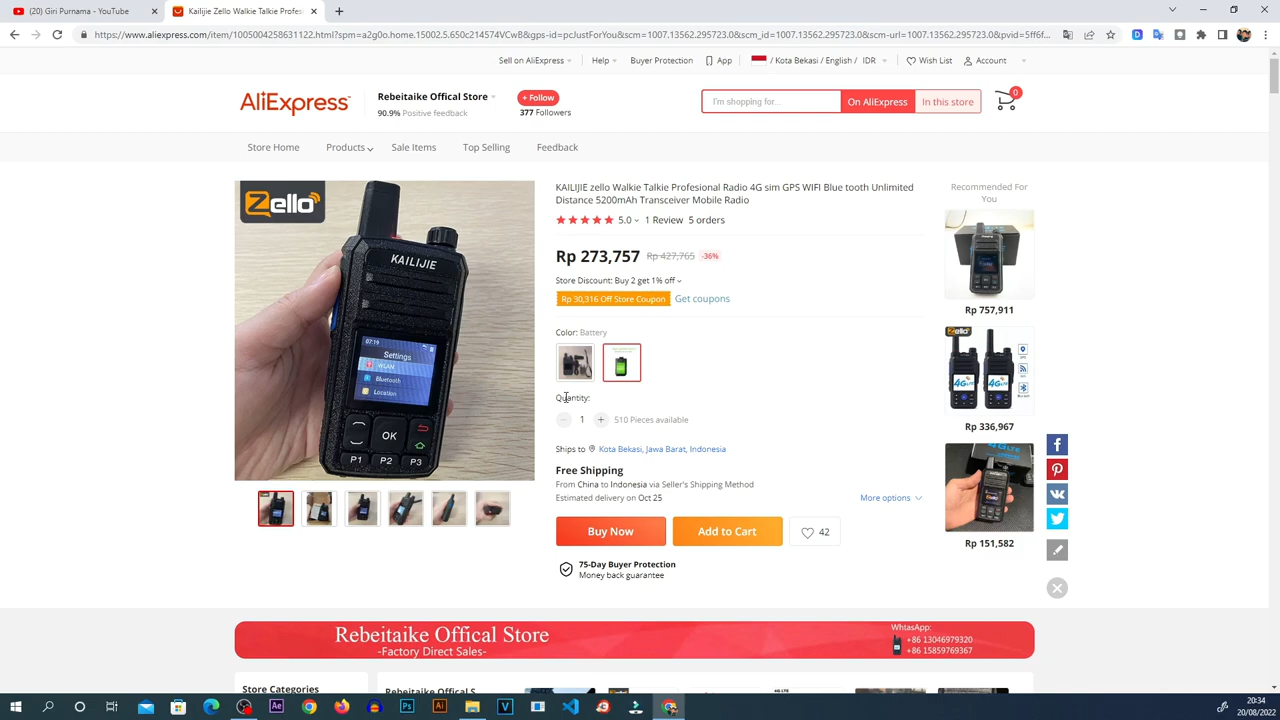 (20) Giri Purnama - YouTube
Kailijie Zello Walkie Talkie Profes
https://www.aliexpress.com/item/1005004258631122.html?spm=a2g0o.home.15002.5.650c214574VCwB&gps-id=pcJustForYou&scm=1007.13562.295723.0&scm_id=1007.13562.295723.0&scm-url=1007.13562.295723.0&pvid=5ff6f...
Sell on AliExpress
Help
Buyer Protection
App
/ Kota Bekasi / English / IDR
Wish List
Account
AliExpress
Rebeitaike Offical Store
90.9% Positive feedback
+ Follow
377 Followers
I'm shopping for...
On AliExpress
In this store
0
Store Home
Products
Sale Items
Top Selling
Feedback
Zello
KAILIJIE
07:19
Settings
WLAN
Bluetooth
Location
OK
P1 P2 P3
KAILIJIE zello Walkie Talkie Profesional Radio 4G sim GPS WIFI Blue tooth Unlimited
Distance 5200mAh Transceiver Mobile Radio
5.0
1 Review
5 orders
Rp 273,757
Rp 427,765
-36%
Store Discount: Buy 2 get 1% off
Rp 30,316 Off Store Coupon
Get coupons
Color: Battery
Quantity:
1
510 Pieces available
Ships to
Kota Bekasi, Jawa Barat, Indonesia
Free Shipping
From China to Indonesia via Seller's Shipping Method
Estimated delivery on Oct 25
More options
Buy Now
Add to Cart
42
75-Day Buyer Protection
Money back guarantee
Recommended For
You
Rp 757,911
Zello
4G LTE
4G LTE
Rp 336,967
Rp 151,582
Rebeitaike Offical Store
-Factory Direct Sales-
WhtasApp:
+86 13046979320
+86 15859769367
Store Categories
Rebeitaike Offical S
20:34
20/08/2022